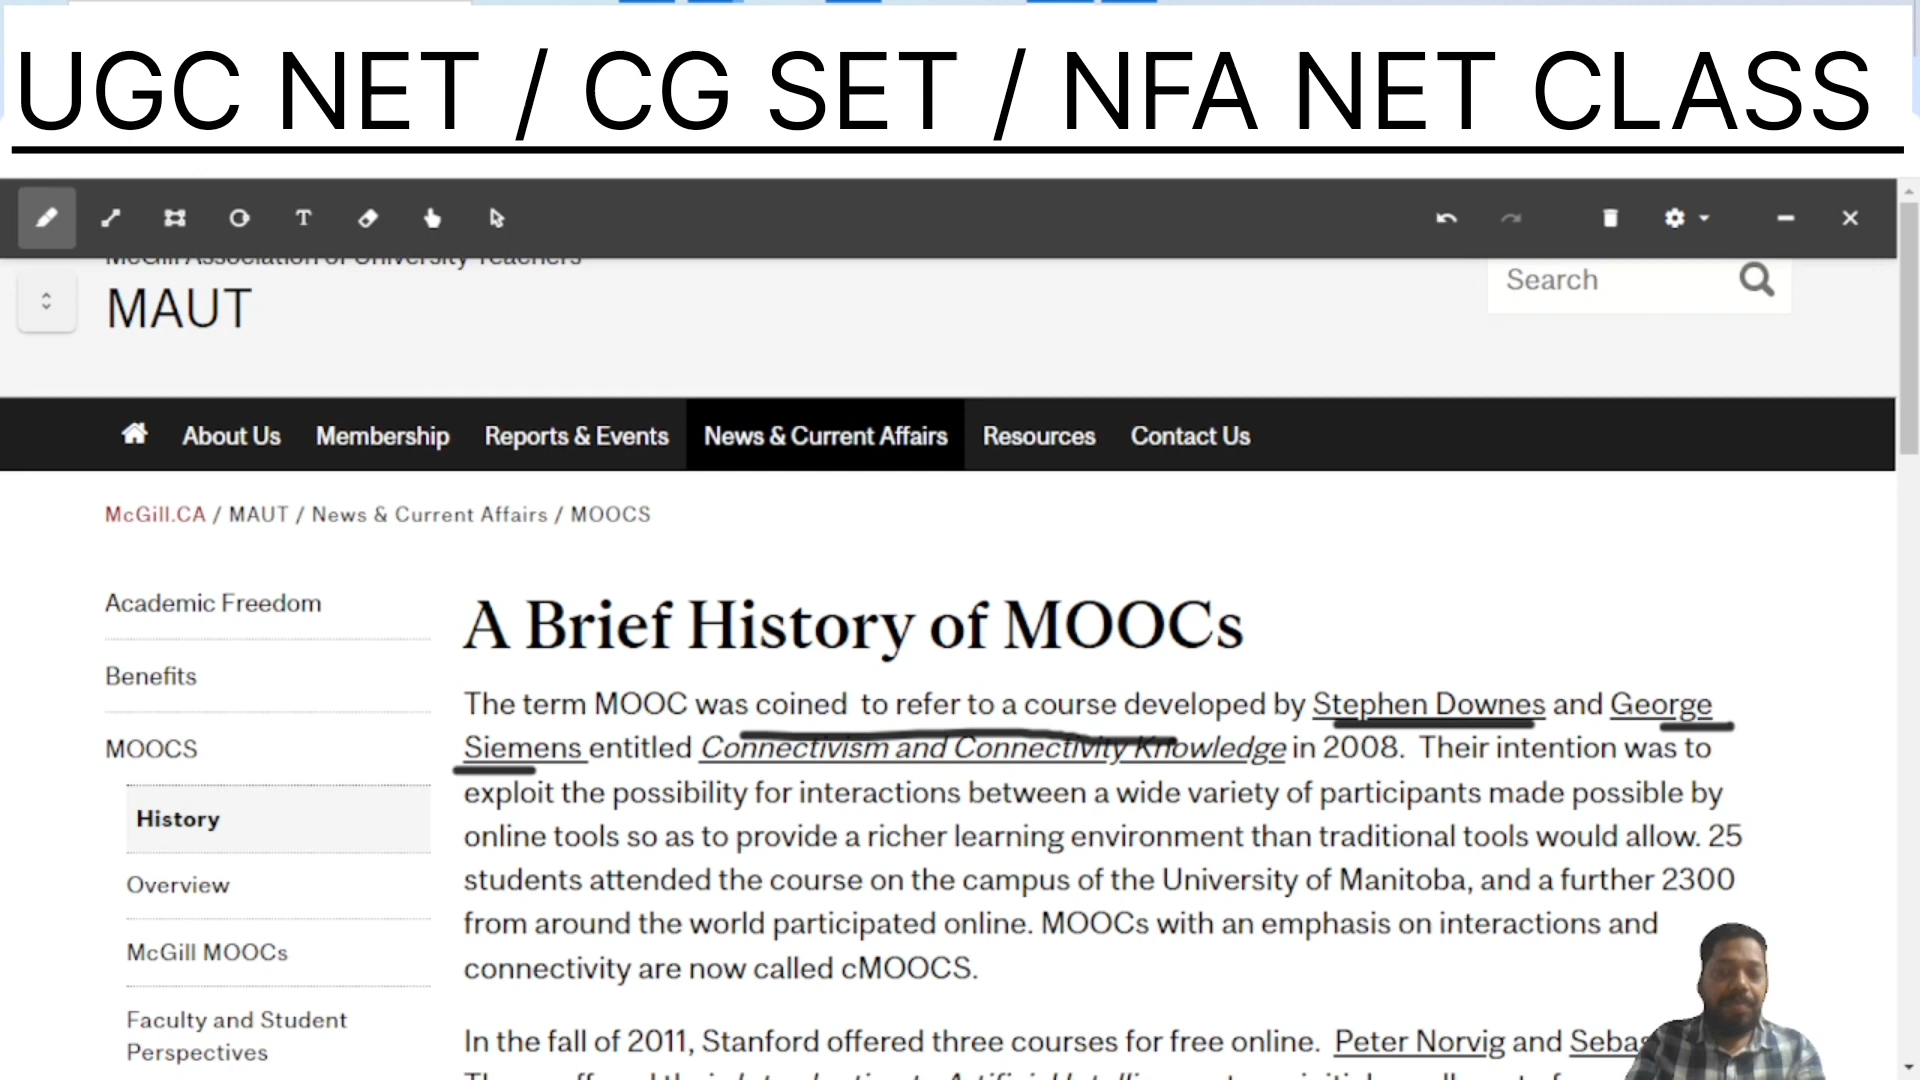 UGC NET / CG SET / NFA NET CLASS
T
McGill Association of University Teachers
MAUT
Search
About Us Membership Reports & Events News & Current Affairs Resources Contact Us
McGill.CA / MAUT / News & Current Affairs / MOOCS
Academic Freedom
Benefits
MOOCS
History
Overview
McGill MOOCs
Faculty and Student
Perspectives
A Brief History of MOOCs
The term MOOC was coined to refer to a course developed by Stephen Downes and George
Siemens entitled Connectivism and Connectivity Knowledge in 2008. Their intention was to
exploit the possibility for interactions between a wide variety of participants made possible by
online tools so as to provide a richer learning environment than traditional tools would allow. 25
students attended the course on the campus of the University of Manitoba, and a further 2300
from around the world participated online. MOOCs with an emphasis on interactions and
connectivity are now called cMOOCS.
In the fall of 2011, Stanford offered three courses for free online. Peter Norvig and